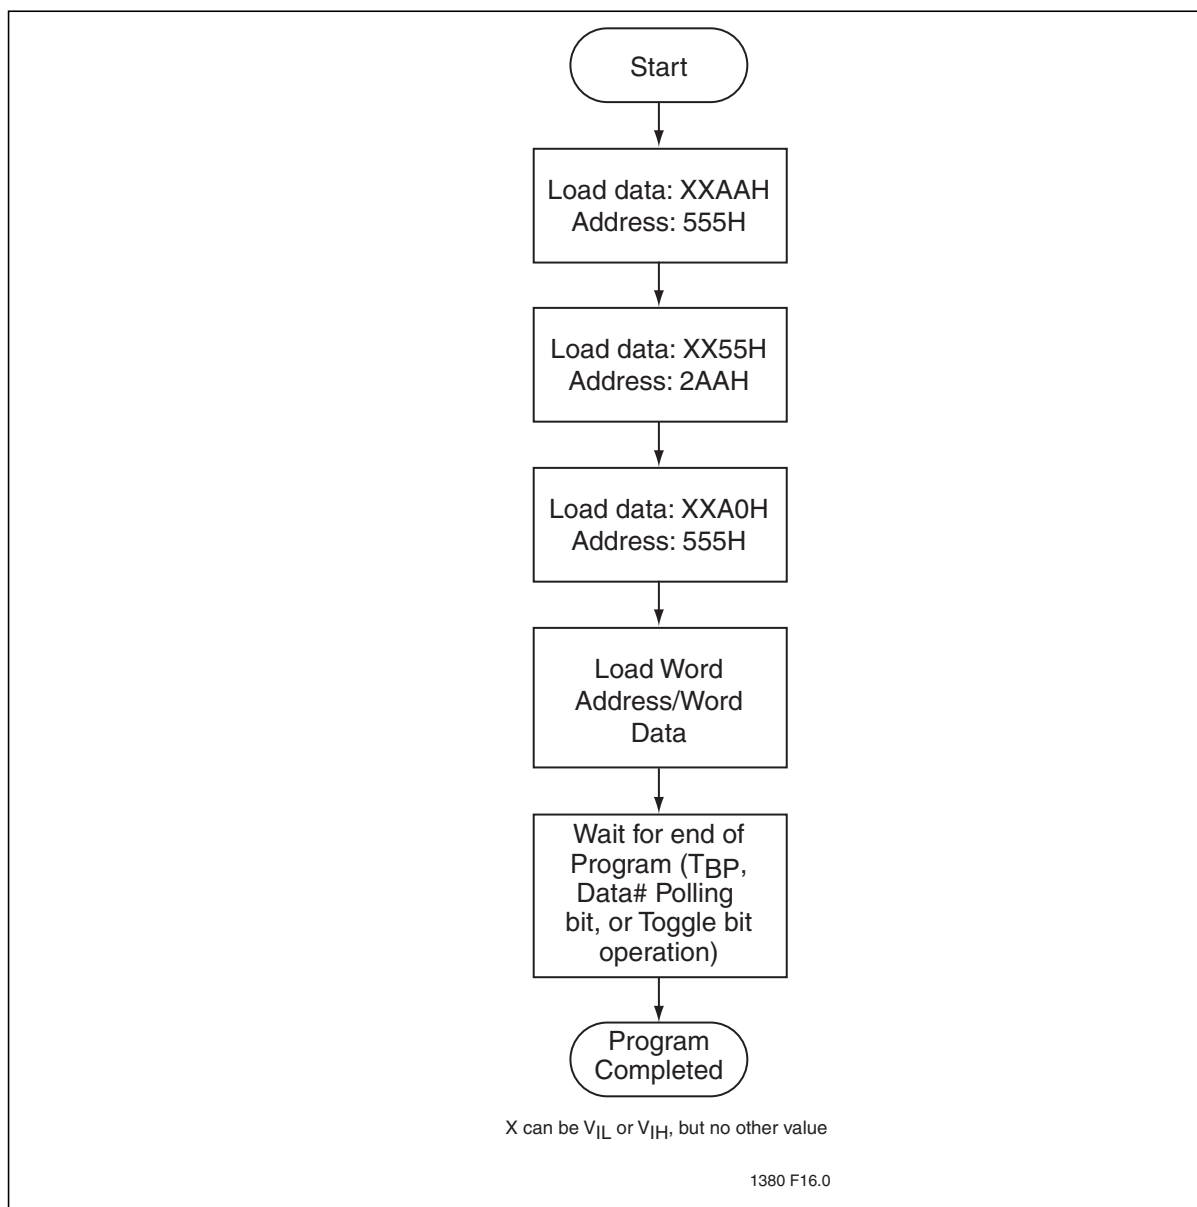 Start
Load data: XXAAH
Address: 555H
Load data: XX55H
Address: 2AAH
Load data: XXA0H
Address: 555H
Load Word
Address/Word
Data
Wait for end of
Program (TBP,
Data# Polling
bit, or Toggle bit
operation)
Program
Completed
X can be VIL or VIH, but no other value
1380 F16.0